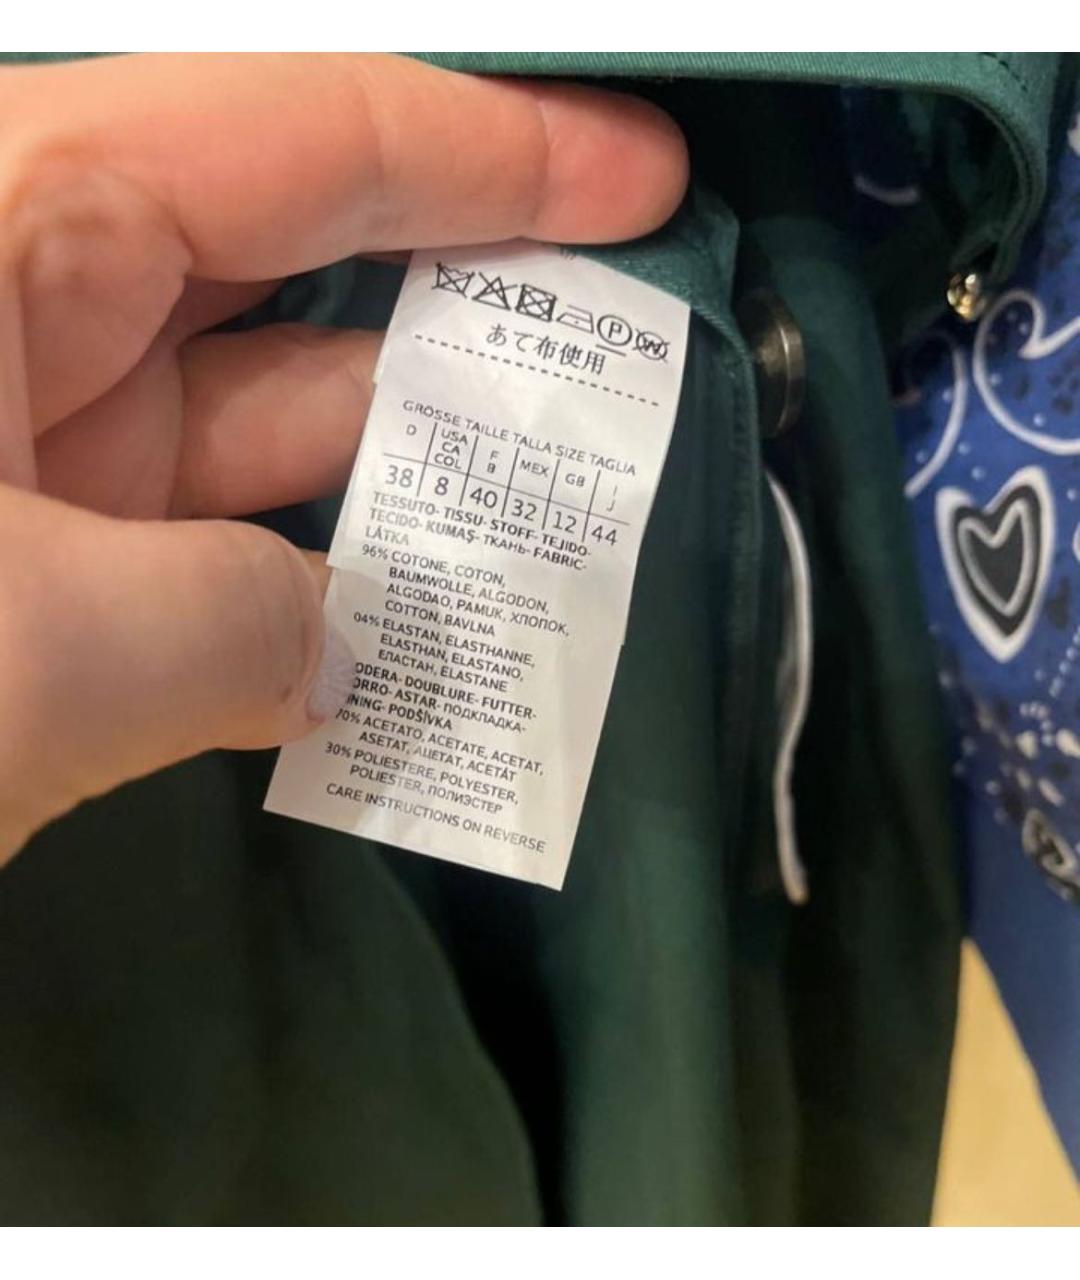 P W
あて布使用
GRÖSSE TAILLE TALLA SIZE TAGLIA
D USA CA COL F B MEX GB I J
38 8 40 32 12 44
TESSUTO- TISSU- STOFF- TEJIDO-
TECIDO- KUMAŞ- ТКАНЬ- FABRIC-
LÁTKA
96% COTONE, COTON,
BAUMWOLLE, ALGODON,
ALGODAO, PAMUK, ХЛОПОК,
COTTON, BAVLNA
04% ELASTAN, ELASTHANNE,
ELASTHAN, ELASTANO,
ЕЛАСТАН, ELASTANE
ODERA- DOUBLURE- FUTTER-
ORRO- ASTAR- ПОДКЛАДКА-
NING- PODŠÍVKA
70% ACETATO, ACETATE, ACETAT,
ASETAT, АЦЕТАТ, ACETÁT
30% POLIESTERE, POLYESTER,
POLIESTER, ПОЛИЭСТЕР
CARE INSTRUCTIONS ON REVERSE